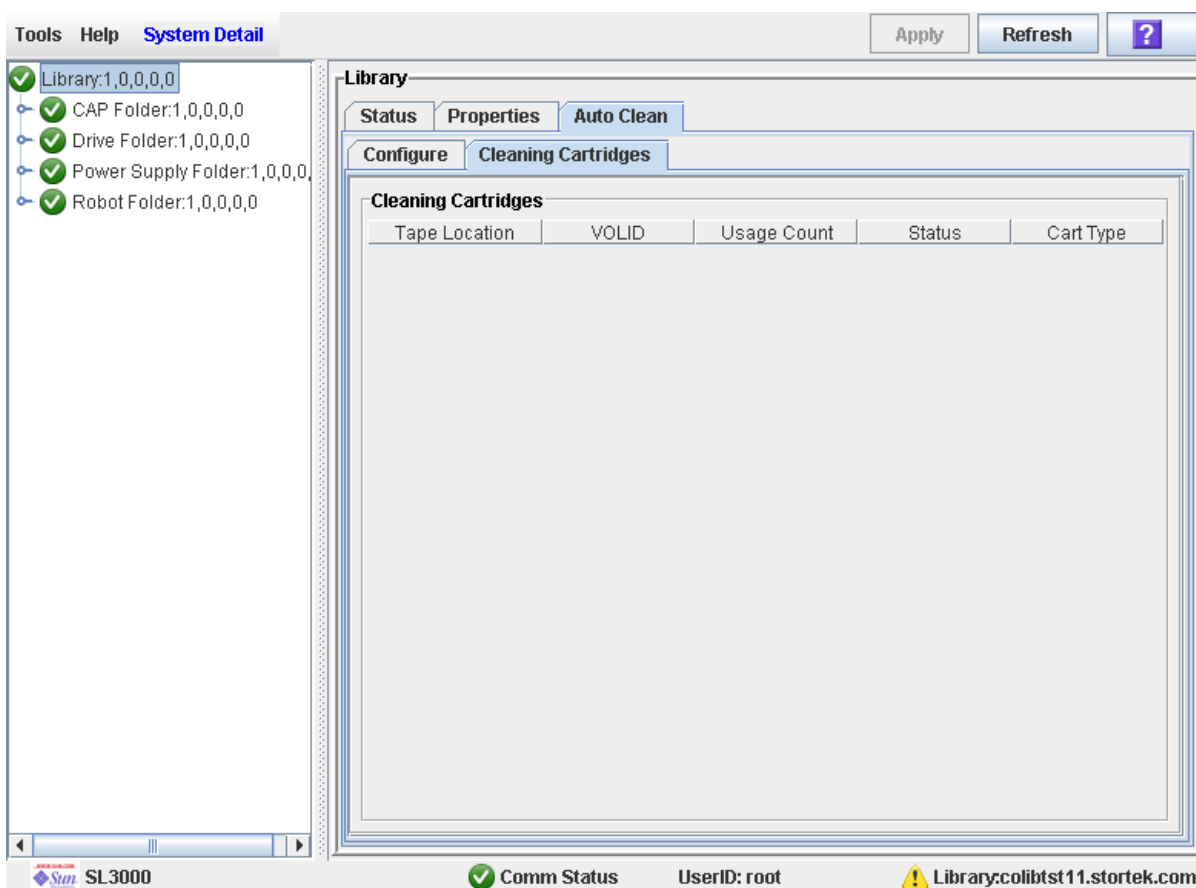 Tools Help System Detail Apply Refresh ?
Library:1,0,0,0,0
CAP Folder:1,0,0,0,0
Drive Folder:1,0,0,0,0
Power Supply Folder:1,0,0,0,
Robot Folder:1,0,0,0,0
Library
Status Properties Auto Clean
Configure Cleaning Cartridges
Cleaning Cartridges
Tape Location VOLID Usage Count Status Cart Type
Sun SL3000 Comm Status UserID: root Library:colibtst11.stortek.com